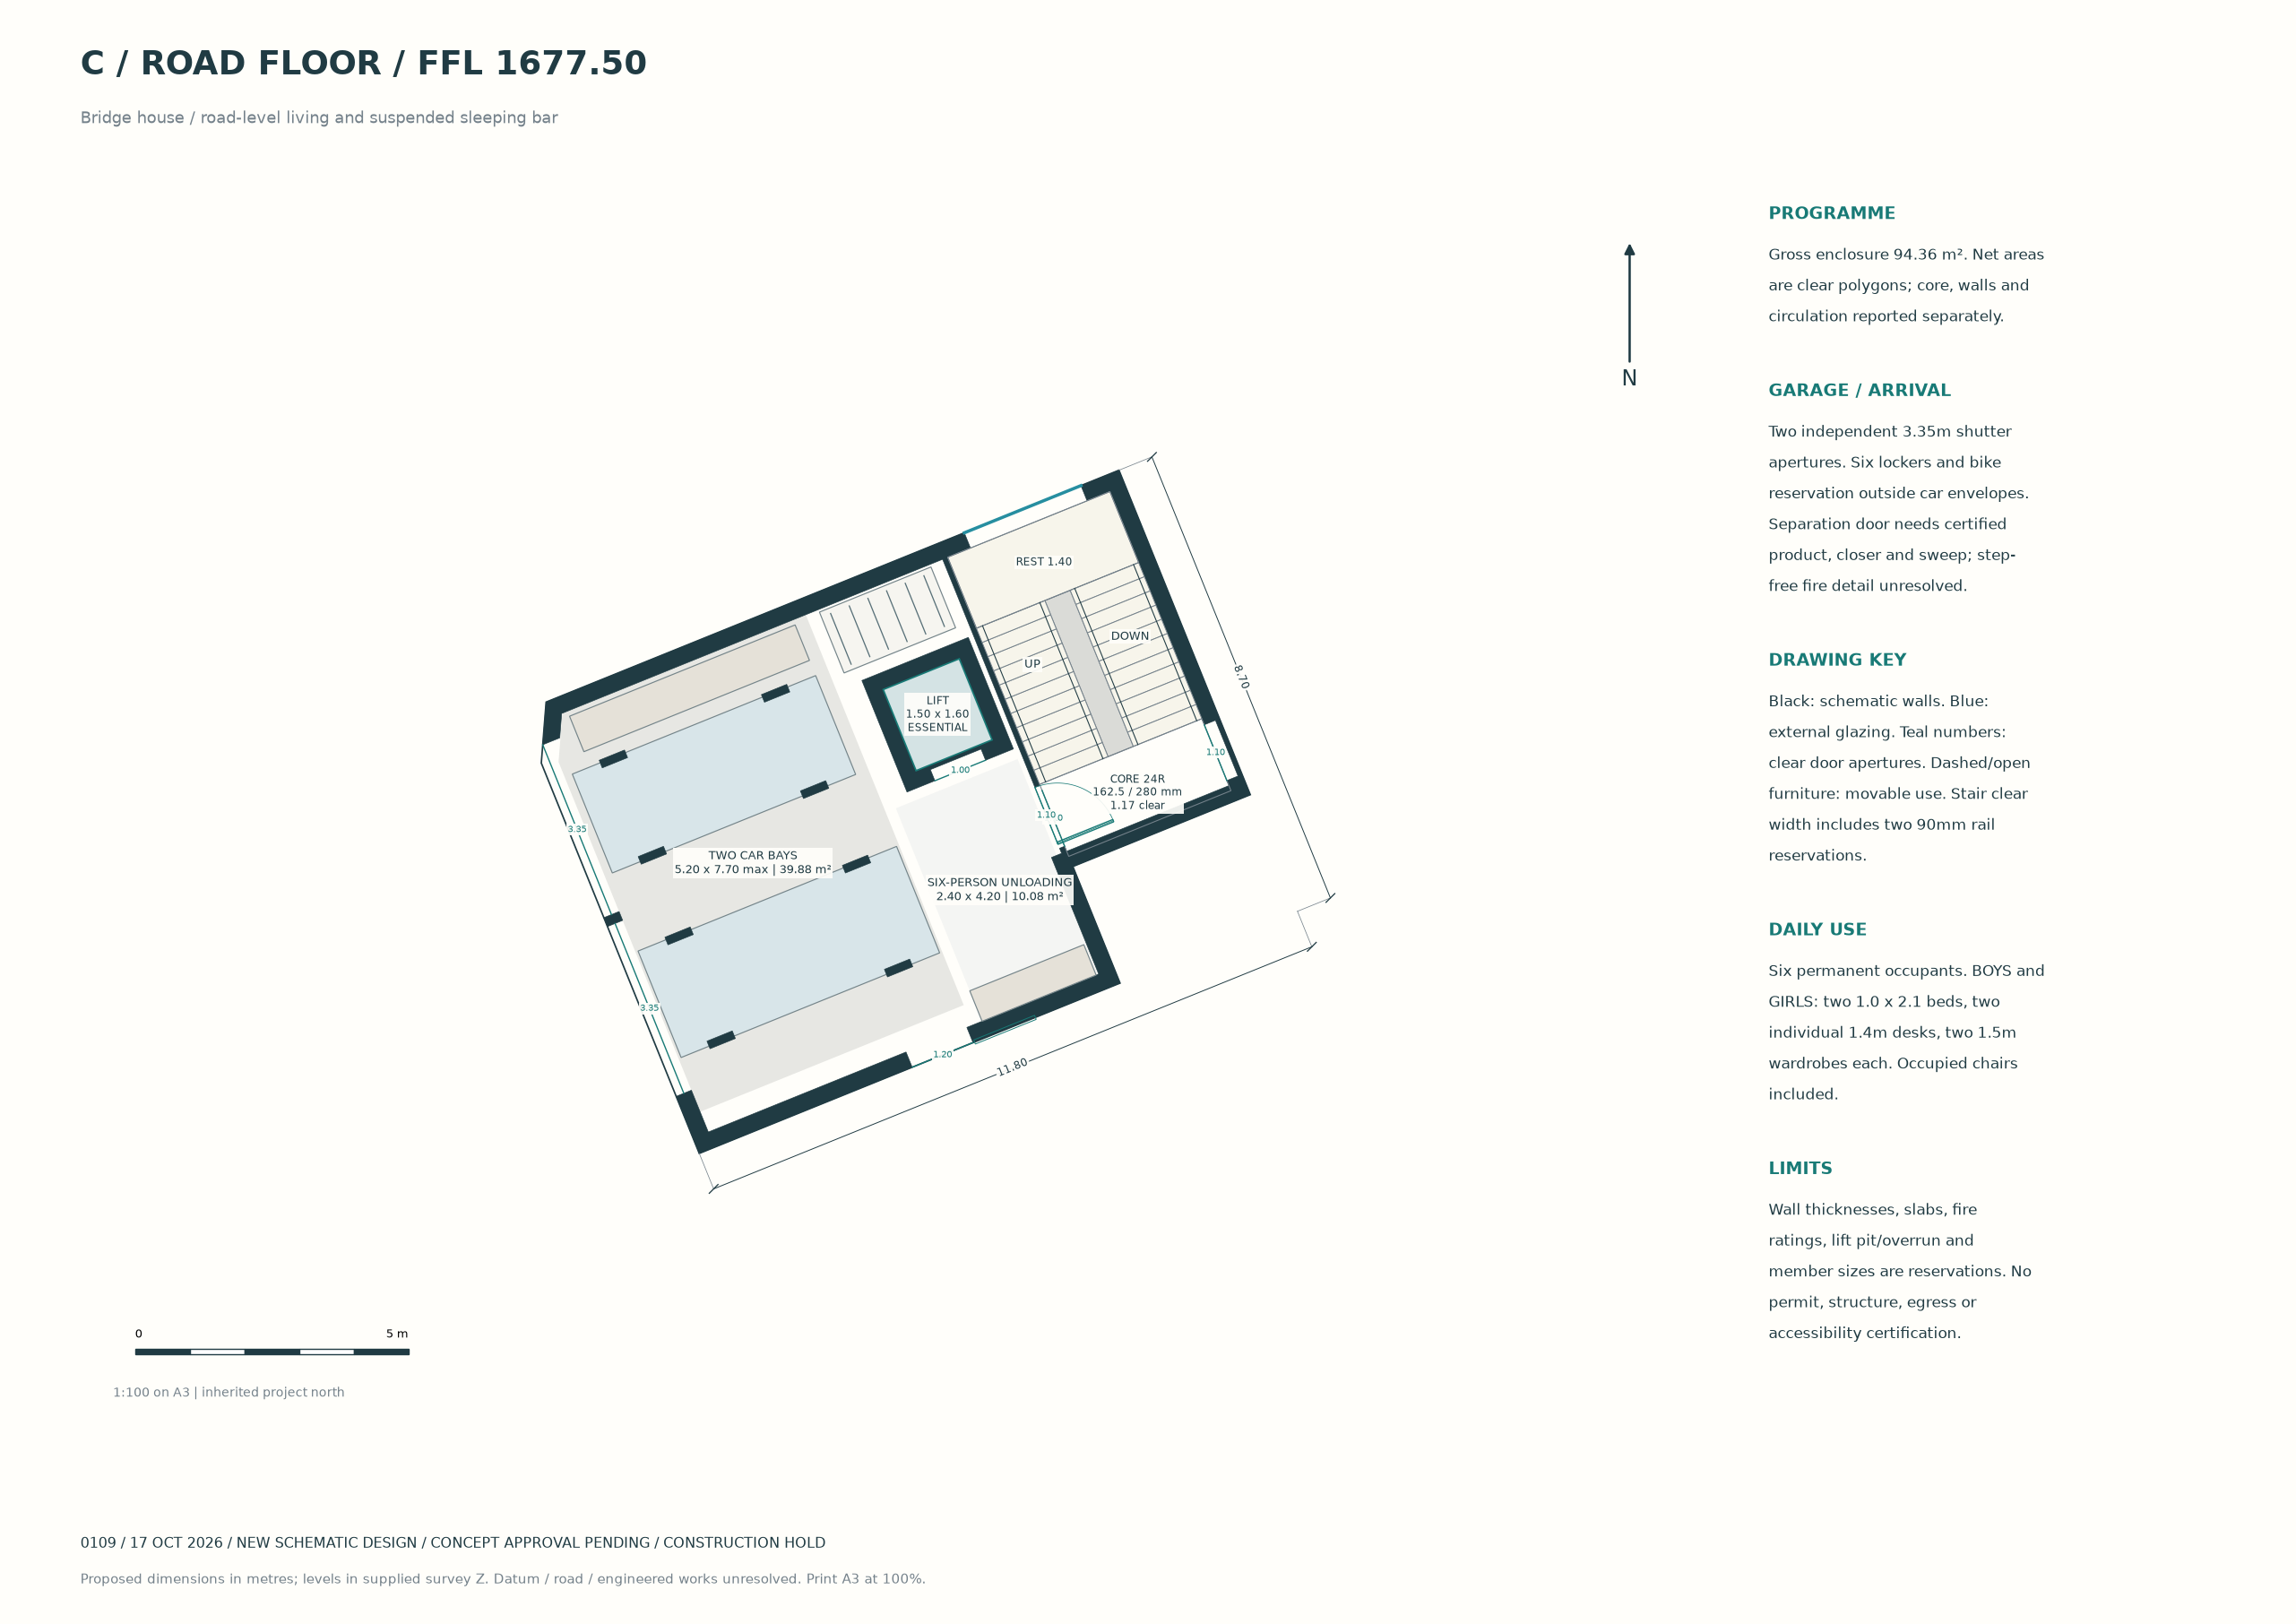 C / ROAD FLOOR / FFL 1677.50
Bridge house / road-level living and suspended sleeping bar
PROGRAMME
Gross enclosure 94.36 m². Net areas
are clear polygons; core, walls and
circulation reported separately.
N
GARAGE / ARRIVAL
Two independent 3.35m shutter
apertures. Six lockers and bike
reservation outside car envelopes.
Separation door needs certified
product, closer and sweep; step-
free fire detail unresolved.
DRAWING KEY
Black: schematic walls. Blue:
external glazing. Teal numbers:
clear door apertures. Dashed/open
furniture: movable use. Stair clear
width includes two 90mm rail
reservations.
DAILY USE
Six permanent occupants. BOYS and
GIRLS: two 1.0 x 2.1 beds, two
individual 1.4m desks, two 1.5m
wardrobes each. Occupied chairs
included.
LIMITS
Wall thicknesses, slabs, fire
ratings, lift pit/overrun and
member sizes are reservations. No
permit, structure, egress or
accessibility certification.
REST 1.40
DOWN
UP
8.70
LIFT
1.50 x 1.60
ESSENTIAL
1.10
1.00
CORE 24R
162.5 / 280 mm
1.17 clear
1.10
3.35
TWO CAR BAYS
5.20 x 7.70 max | 39.88 m²
SIX-PERSON UNLOADING
2.40 x 4.20 | 10.08 m²
3.35
1.20
11.80
0
5 m
1:100 on A3 | inherited project north
0109 / 17 OCT 2026 / NEW SCHEMATIC DESIGN / CONCEPT APPROVAL PENDING / CONSTRUCTION HOLD
Proposed dimensions in metres; levels in supplied survey Z. Datum / road / engineered works unresolved. Print A3 at 100%.